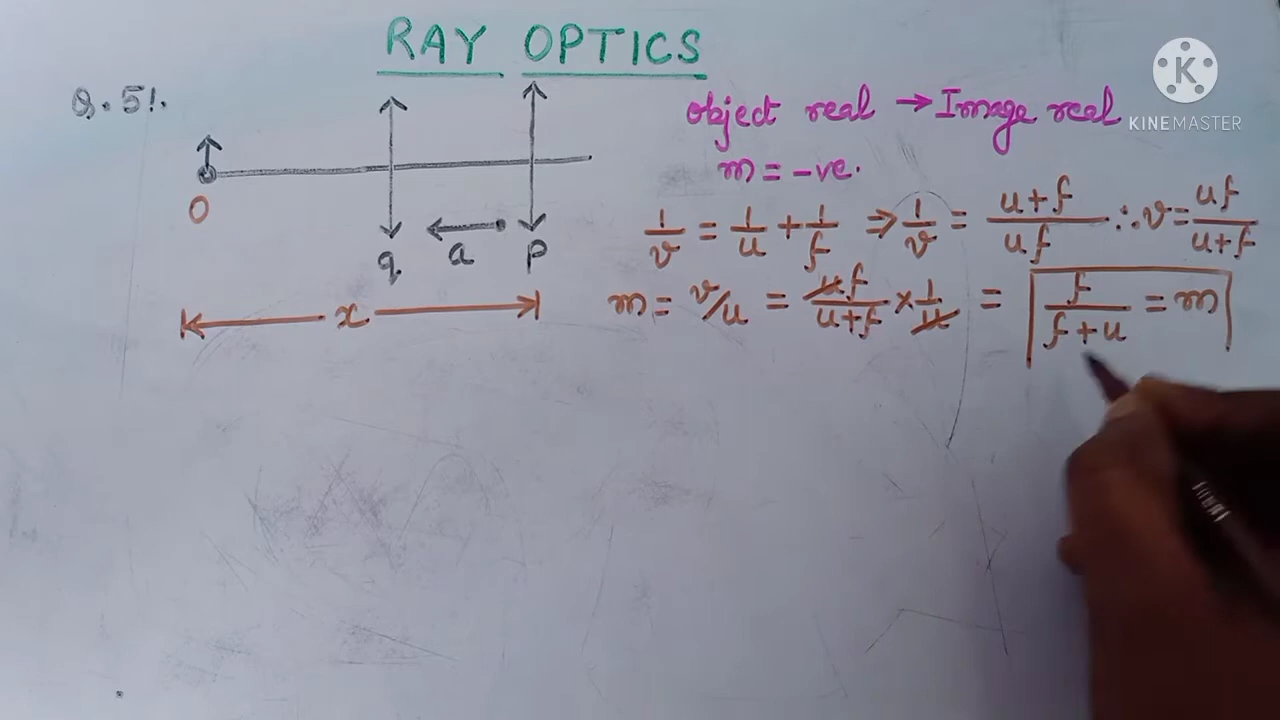 RAY OPTICS
K
KINEMASTER
Q. 51.
object real → Image real
m = -ve.
O
q
a
p
x
1/v = 1/u + 1/f ⇒ 1/v = u+f/uf ∴ v = uf/u+f
m = v/u = uf/u+f × 1/u = f/f+u = m